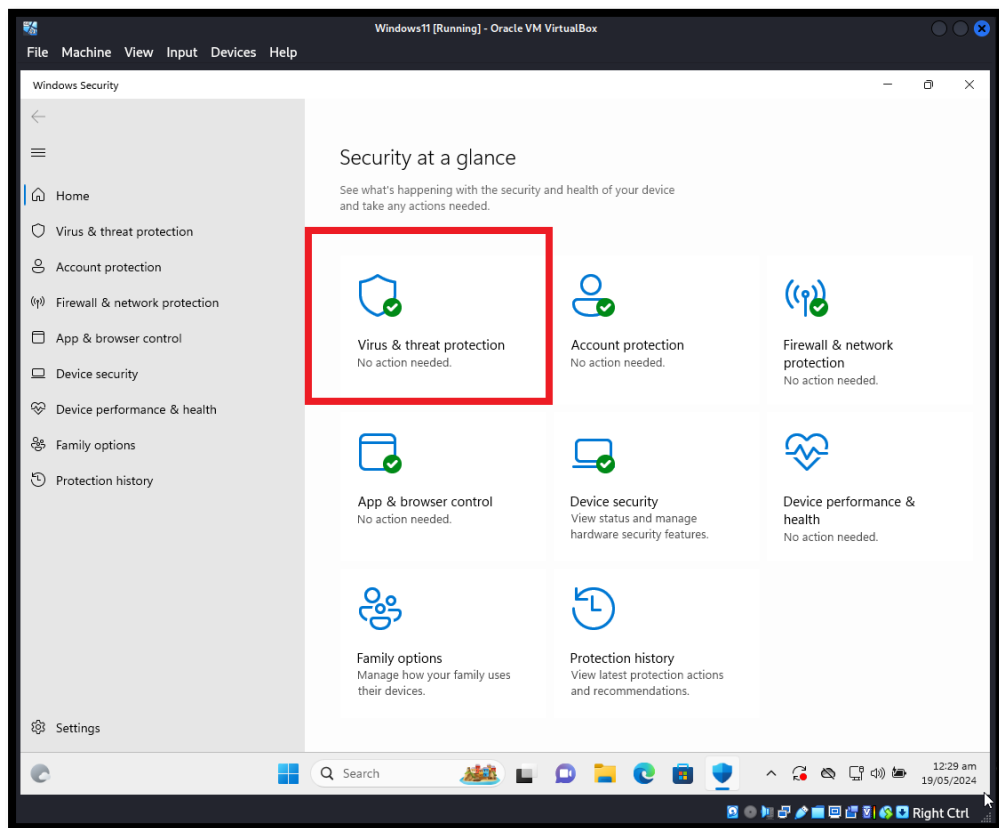 Windows11 [Running] - Oracle VM VirtualBox
File Machine View Input Devices Help
Windows Security
Home
Virus & threat protection
Account protection
Firewall & network protection
App & browser control
Device security
Device performance & health
Family options
Protection history
Settings
Security at a glance
See what's happening with the security and health of your device
and take any actions needed.
Virus & threat protection
No action needed.
Account protection
No action needed.
Firewall & network
protection
No action needed.
App & browser control
No action needed.
Device security
View status and manage
hardware security features.
Device performance &
health
No action needed.
Family options
Manage how your family uses
their devices.
Protection history
View latest protection actions
and recommendations.
Search
12:29 am
19/05/2024
Right Ctrl